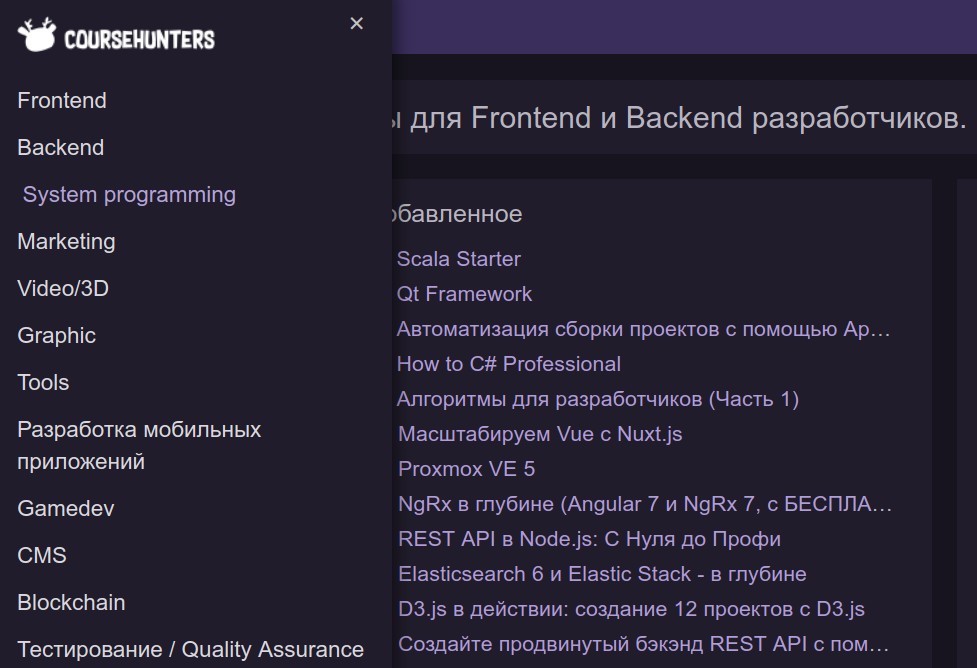 COURSEHUNTERS
×
Frontend
Backend
System programming
Marketing
Video/3D
Graphic
Tools
Разработка мобильных
приложений
Gamedev
CMS
Blockchain
Тестирование / Quality Assurance
для Frontend и Backend разработчиков.
обавленное
Scala Starter
Qt Framework
Автоматизация сборки проектов с помощью Ap…
How to C# Professional
Алгоритмы для разработчиков (Часть 1)
Масштабируем Vue с Nuxt.js
Proxmox VE 5
NgRx в глубине (Angular 7 и NgRx 7, с БЕСПЛА…
REST API в Node.js: С Нуля до Профи
Elasticsearch 6 и Elastic Stack - в глубине
D3.js в действии: создание 12 проектов с D3.js
Создайте продвинутый бэкэнд REST API с пом…